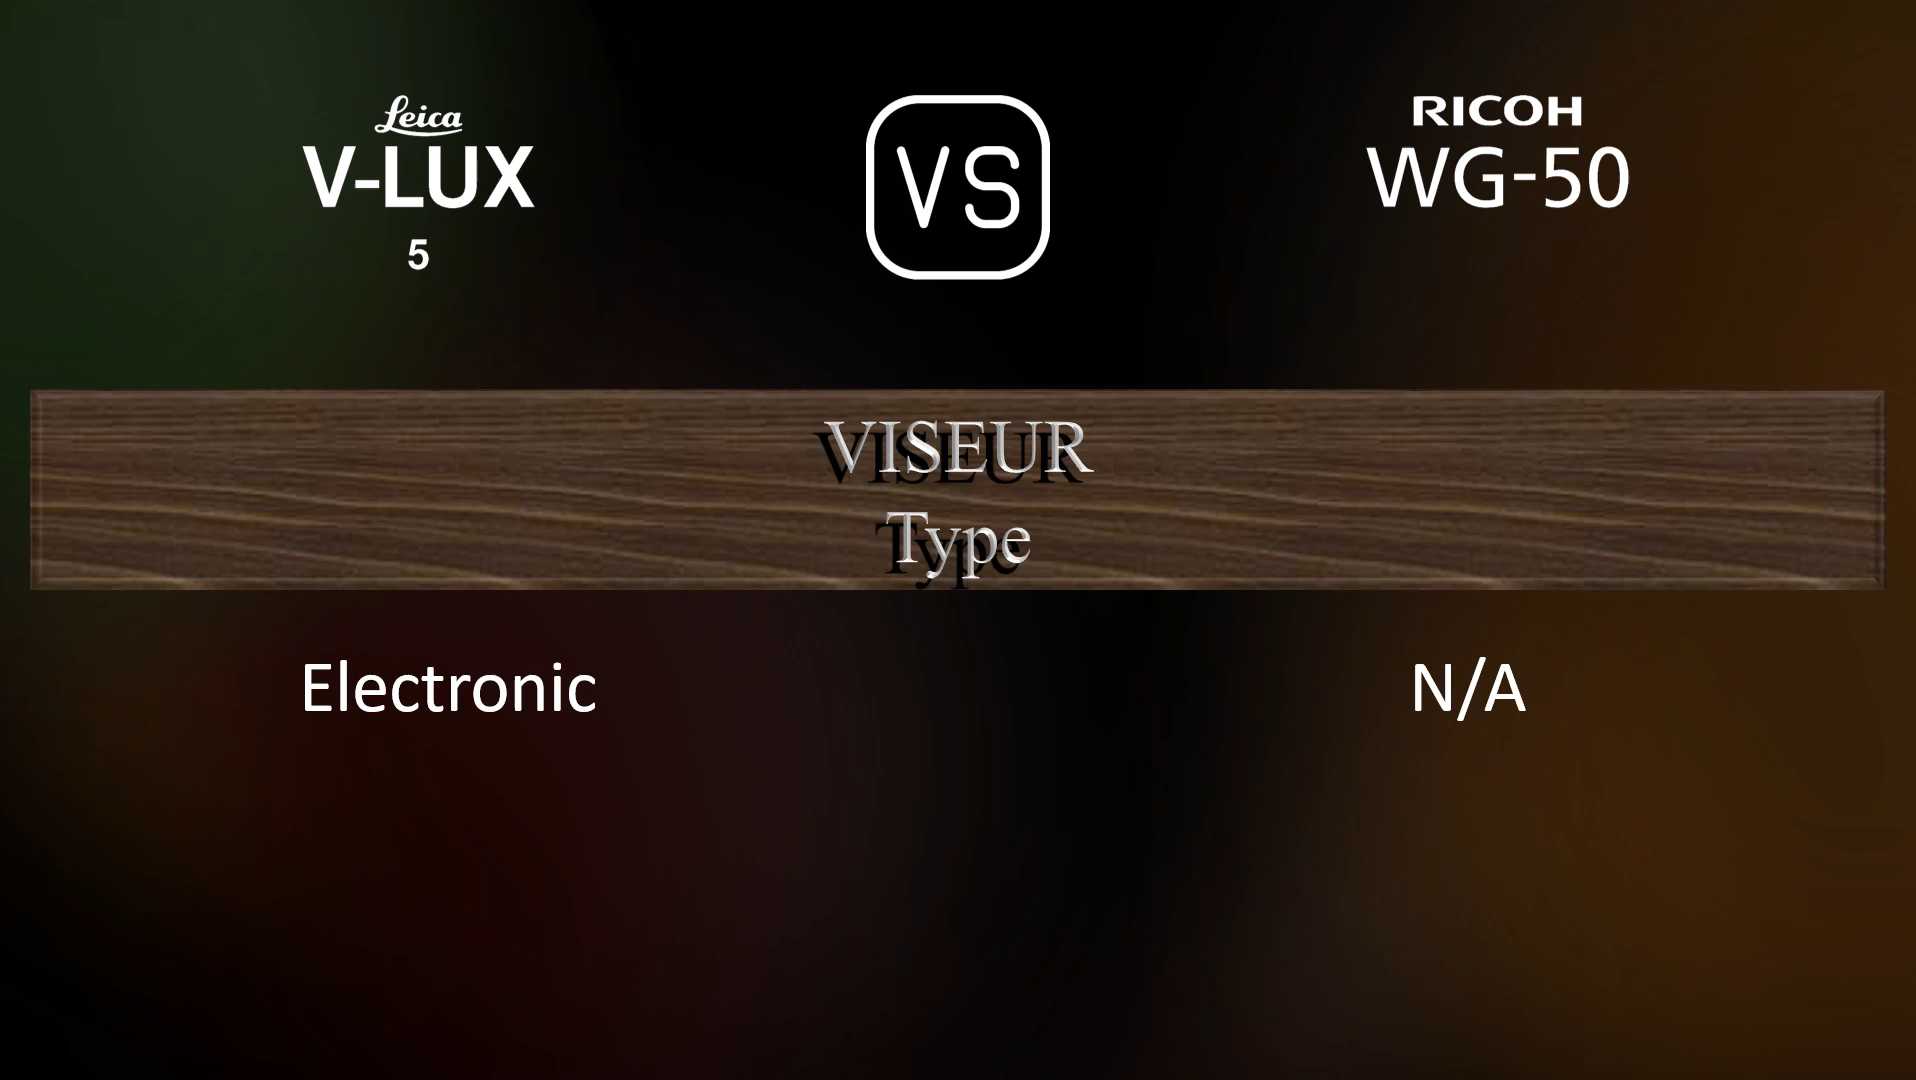 Leica
V-LUX
5
VS
RICOH
WG-50
VISEUR
Type
Electronic
N/A